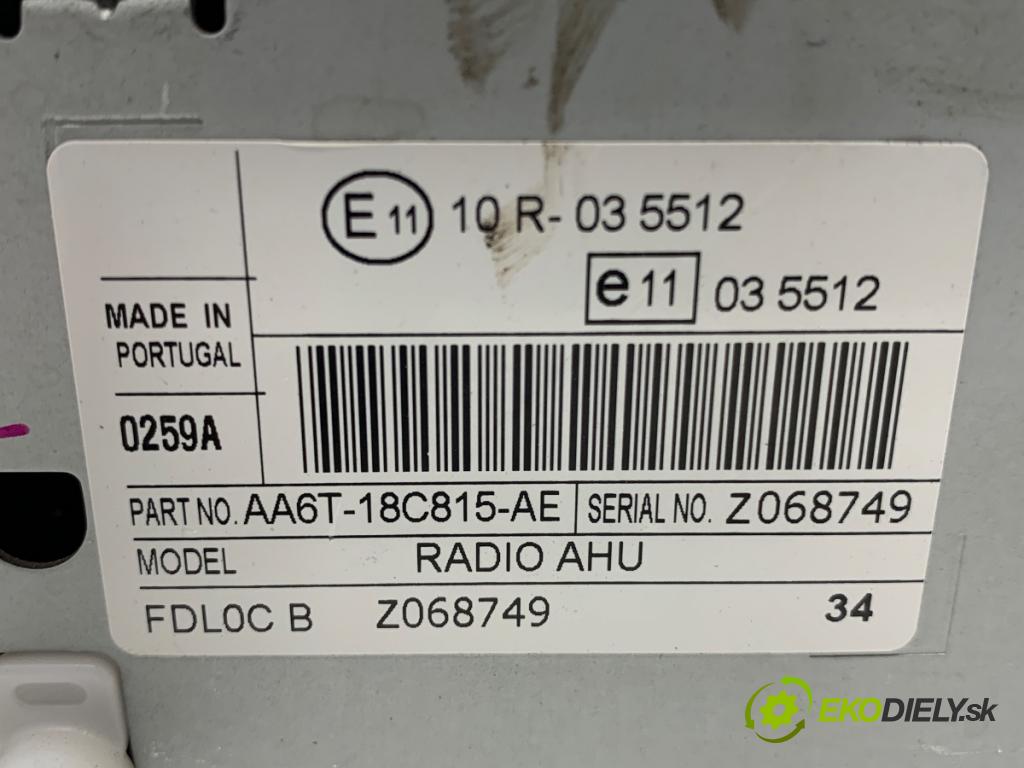 E 11 10 R- 03 5512
e 11 03 5512
MADE IN
PORTUGAL
0259A
PART NO. AA6T-18C815-AE SERIAL NO. Z068749
MODEL RADIO AHU
FDL0C B Z068749 34
EKODIELY.sk